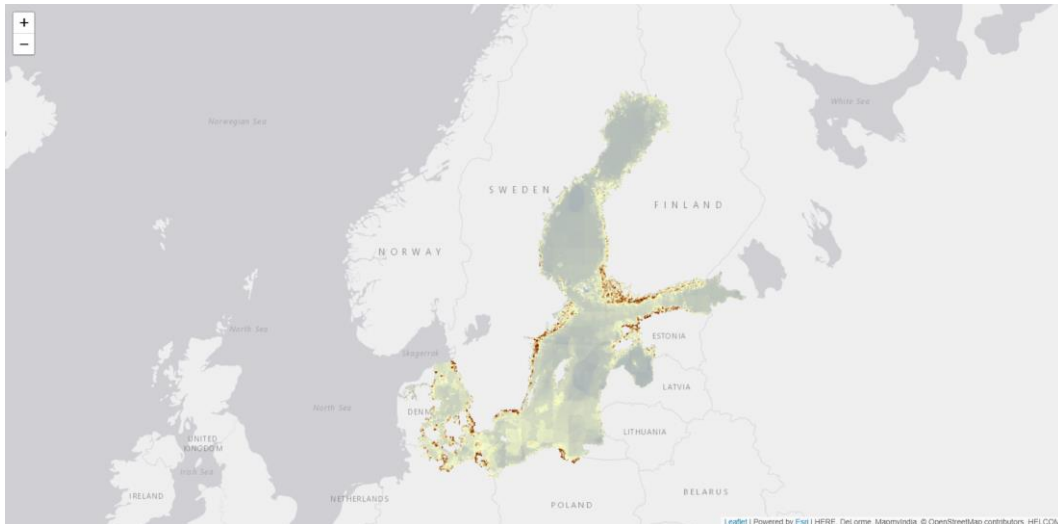 +
−
White Sea
Norwegian Sea
SWEDEN
FINLAND
NORWAY
North Sea
ESTONIA
Skagerrak
LATVIA
North Sea
DENM
LITHUANIA
UNITED
KINGDOM
Irish Sea
IRELAND
NETHERLANDS
BELARUS
POLAND
Leaflet | Powered by Esri | HERE, DeLorme, MapmyIndia, © OpenStreetMap contributors, HELCOM